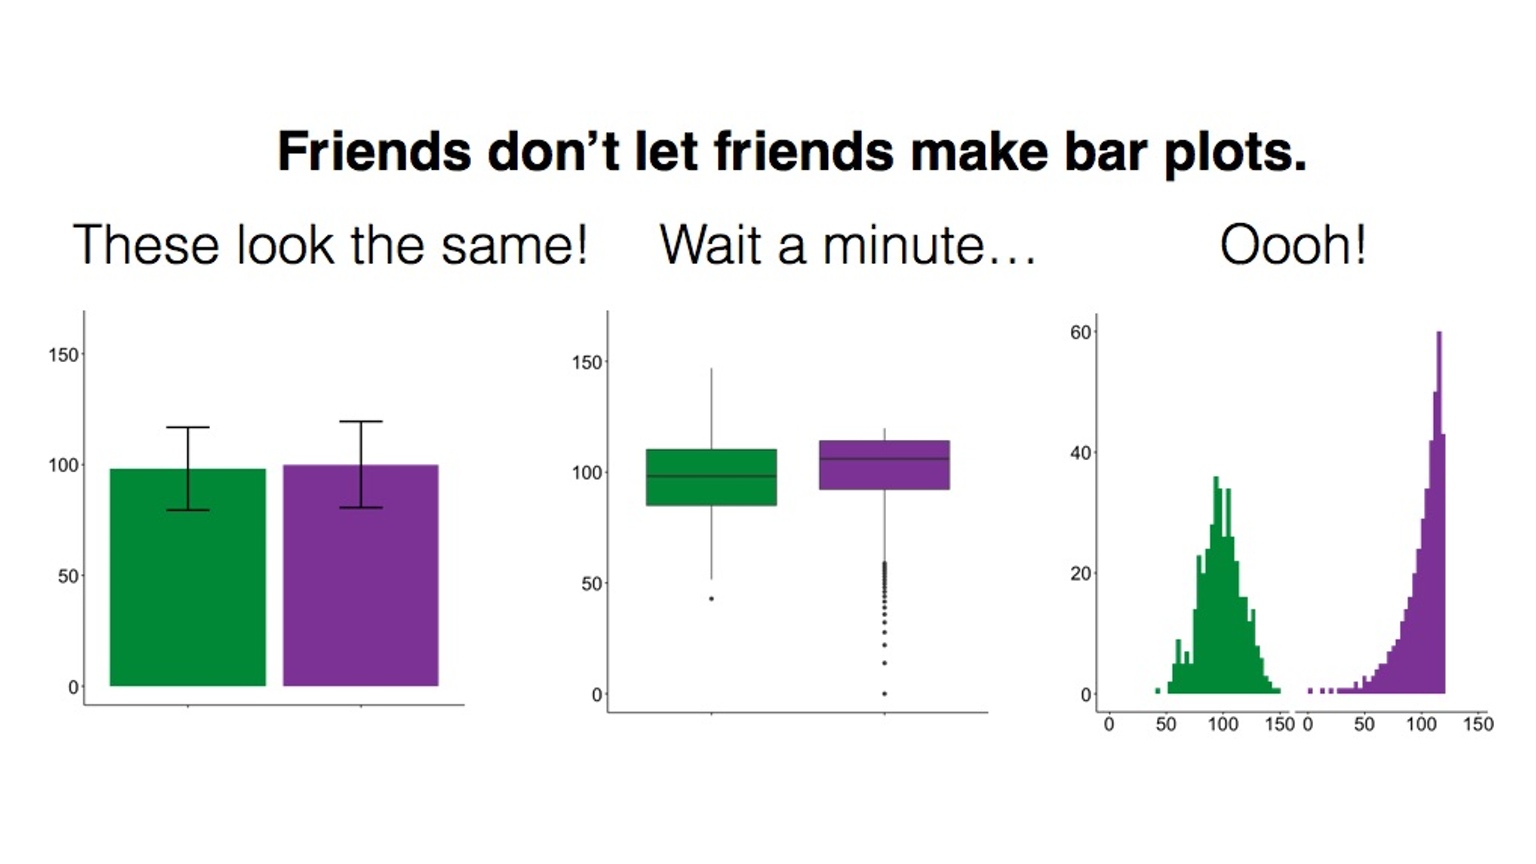 Friends don’t let friends make bar plots.
These look the same!
Wait a minute…
Oooh!
150
100
50
0
150
100
50
0
60
40
20
0
0 50 100 150 0 50 100 150